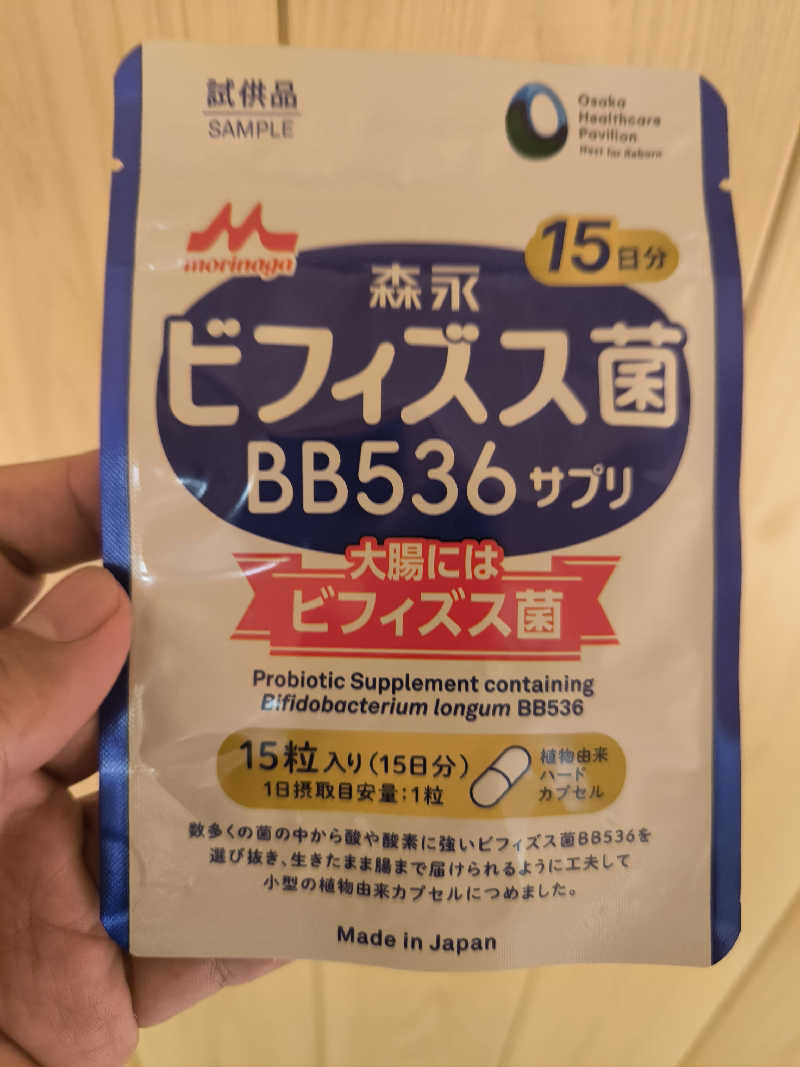 試供品
SAMPLE
Osaka
Healthcare
Pavilion
Nest for Reborn
morinaga
15日分
森永
ビフィズス菌
BB536 サプリ
大腸には
ビフィズス菌
Probiotic Supplement containing
Bifidobacterium longum BB536
15粒入り(15日分)
1日摂取目安量:1粒
植物由来
ハード
カプセル
数多くの菌の中から酸や酸素に強いビフィズス菌BB536を
選び抜き、生きたまま腸まで届けられるように工夫して
小型の植物由来カプセルにつめました。
Made in Japan